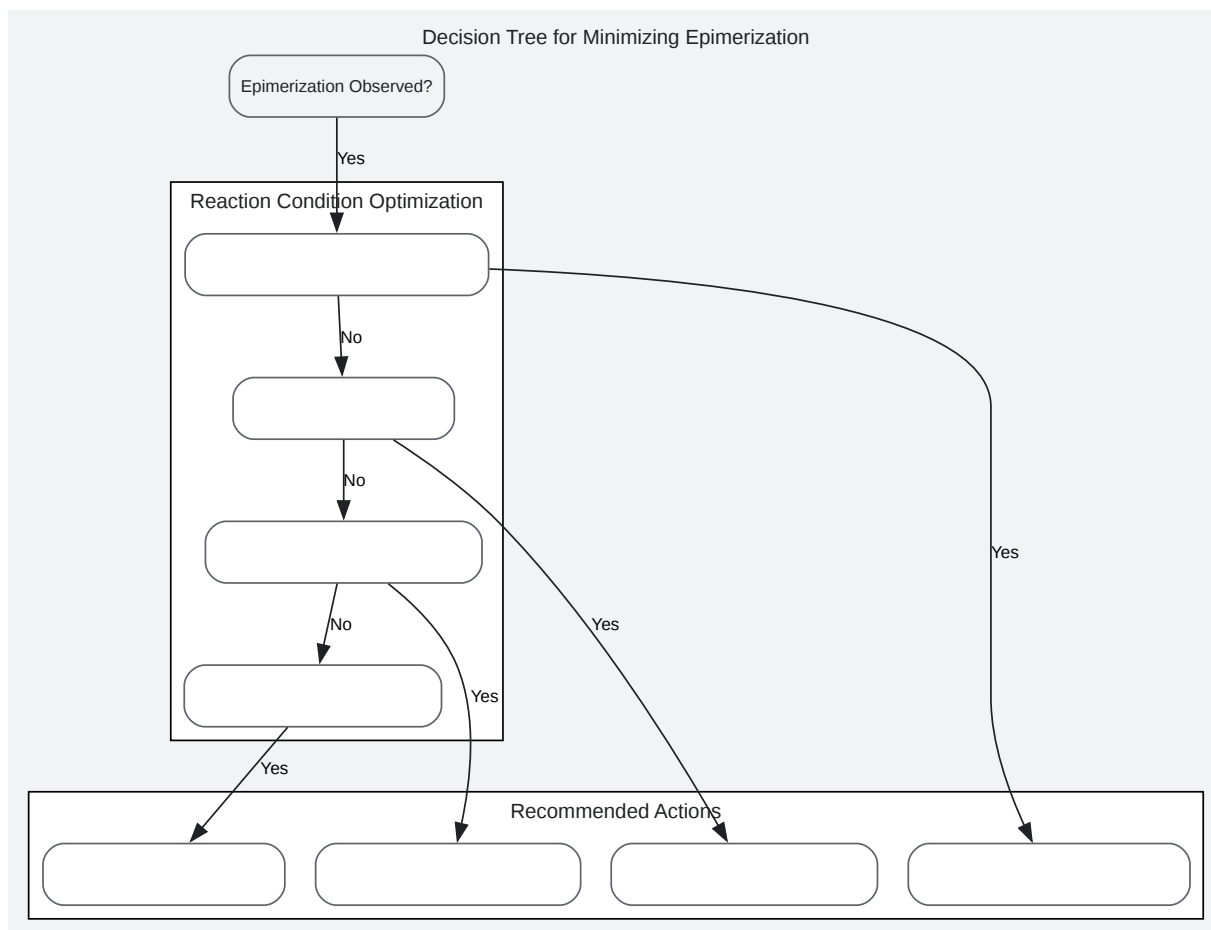 Decision Tree for Minimizing Epimerization
Epimerization Observed?
Yes
Reaction Condition Optimization
No
No
Yes
No
Yes
Yes
Yes
Recommended Actions